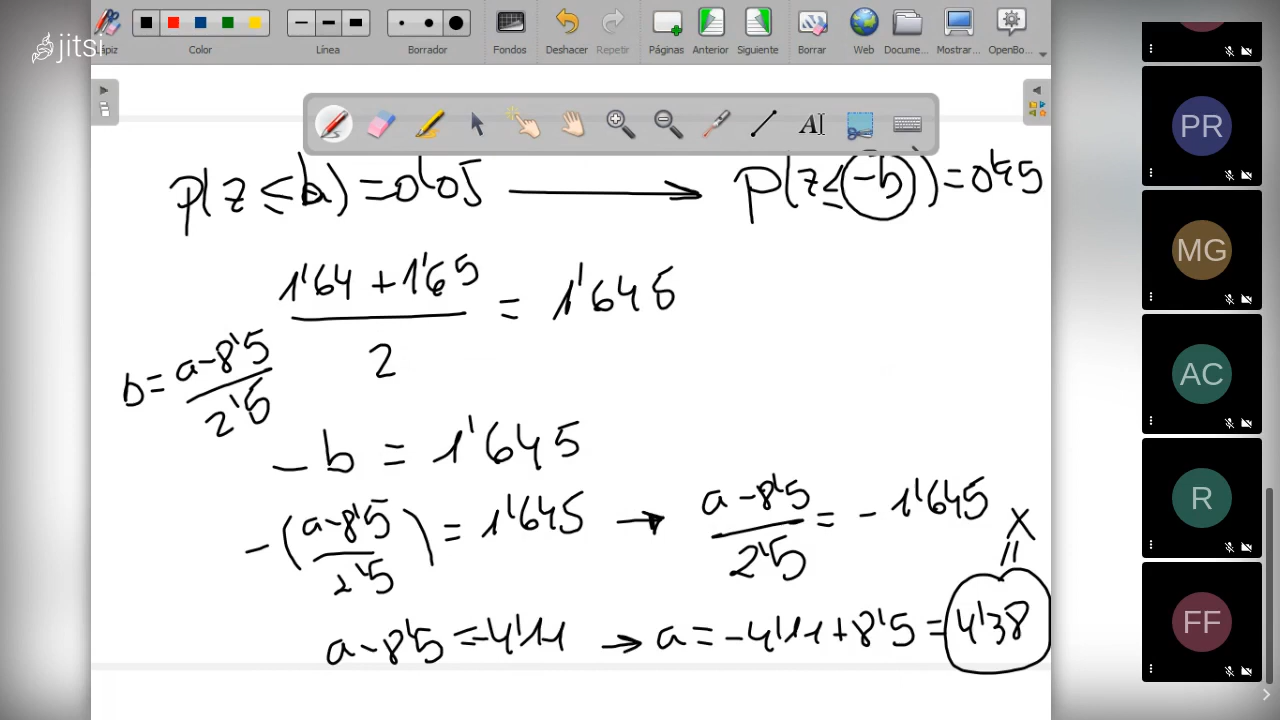 jitsi
Lápiz Color Línea Borrador Fondos Deshacer Repetir Páginas Anterior Siguiente Borrar Web Docume... Mostrar... OpenBo...
p(z ≤ b) = 0'05 → p(z ≤ -b) = 0'95
(1'64 + 1'65)/2 = 1'645
b = (a-8'5)/2'5
-b = 1'645
-((a-8'5)/2'5) = 1'645 → (a-8'5)/2'5 = -1'645
X
=
a-8'5 = -4'11 → a = -4'11 + 8'5 = 4'38
PR
MG
AC
R
FF